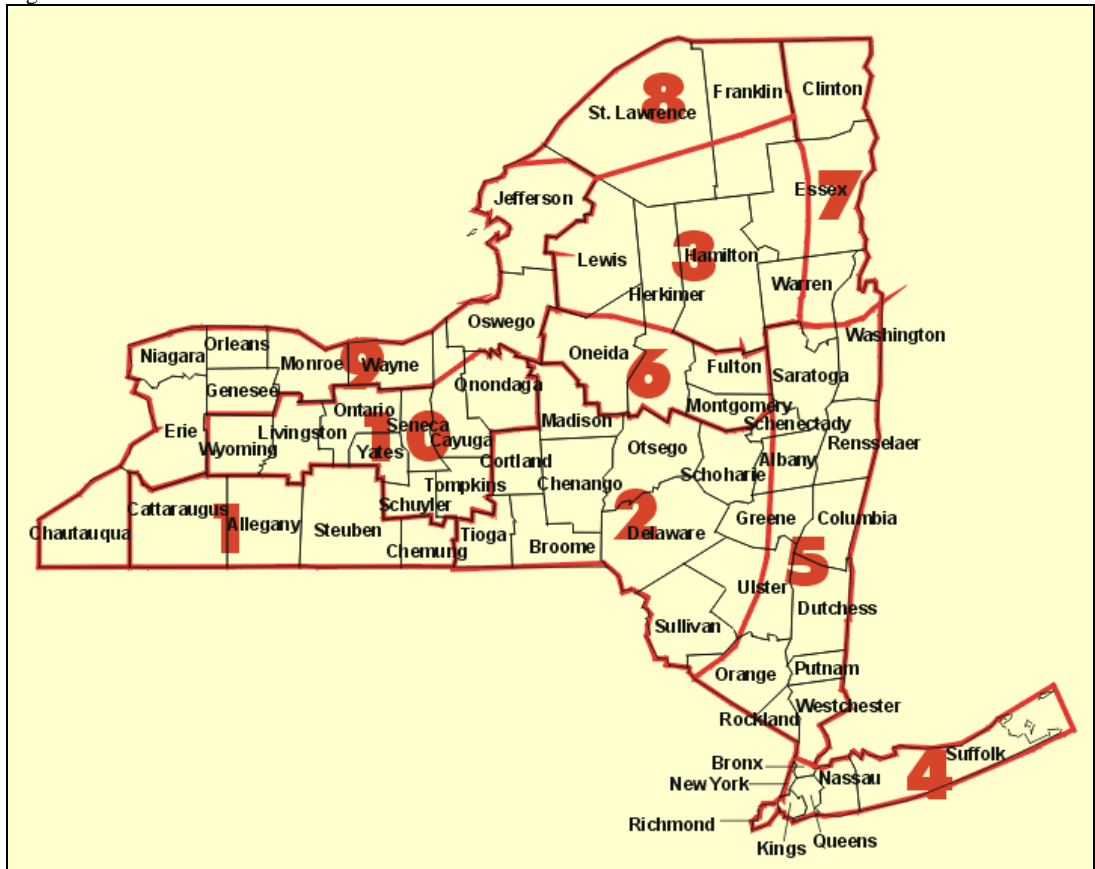 8
Franklin
Clinton
St. Lawrence
Essex
7
Jefferson
3
Hamilton
Lewis
Warren
Herkimer
Oswego
Washington
Orleans
Niagara
Monroe
9
Wayne
Oneida
6
Fulton
Saratoga
Genesee
Onondaga
Montgomery
Ontario
Seneca
Madison
Schenectady
Erie
Wyoming
Livingston
10
Cayuga
Yates
Otsego
Rensselaer
Albany
Cortland
Schoharie
Tompkins
Chenango
Schuyler
Cattaraugus
1
Allegany
Steuben
2
Greene
Columbia
Chautauqua
Tioga
Delaware
Chemung
Broome
5
Ulster
Dutchess
Sullivan
Orange
Putnam
Rockland
Westchester
Suffolk
Bronx
New York
Nassau
4
Richmond
Kings
Queens